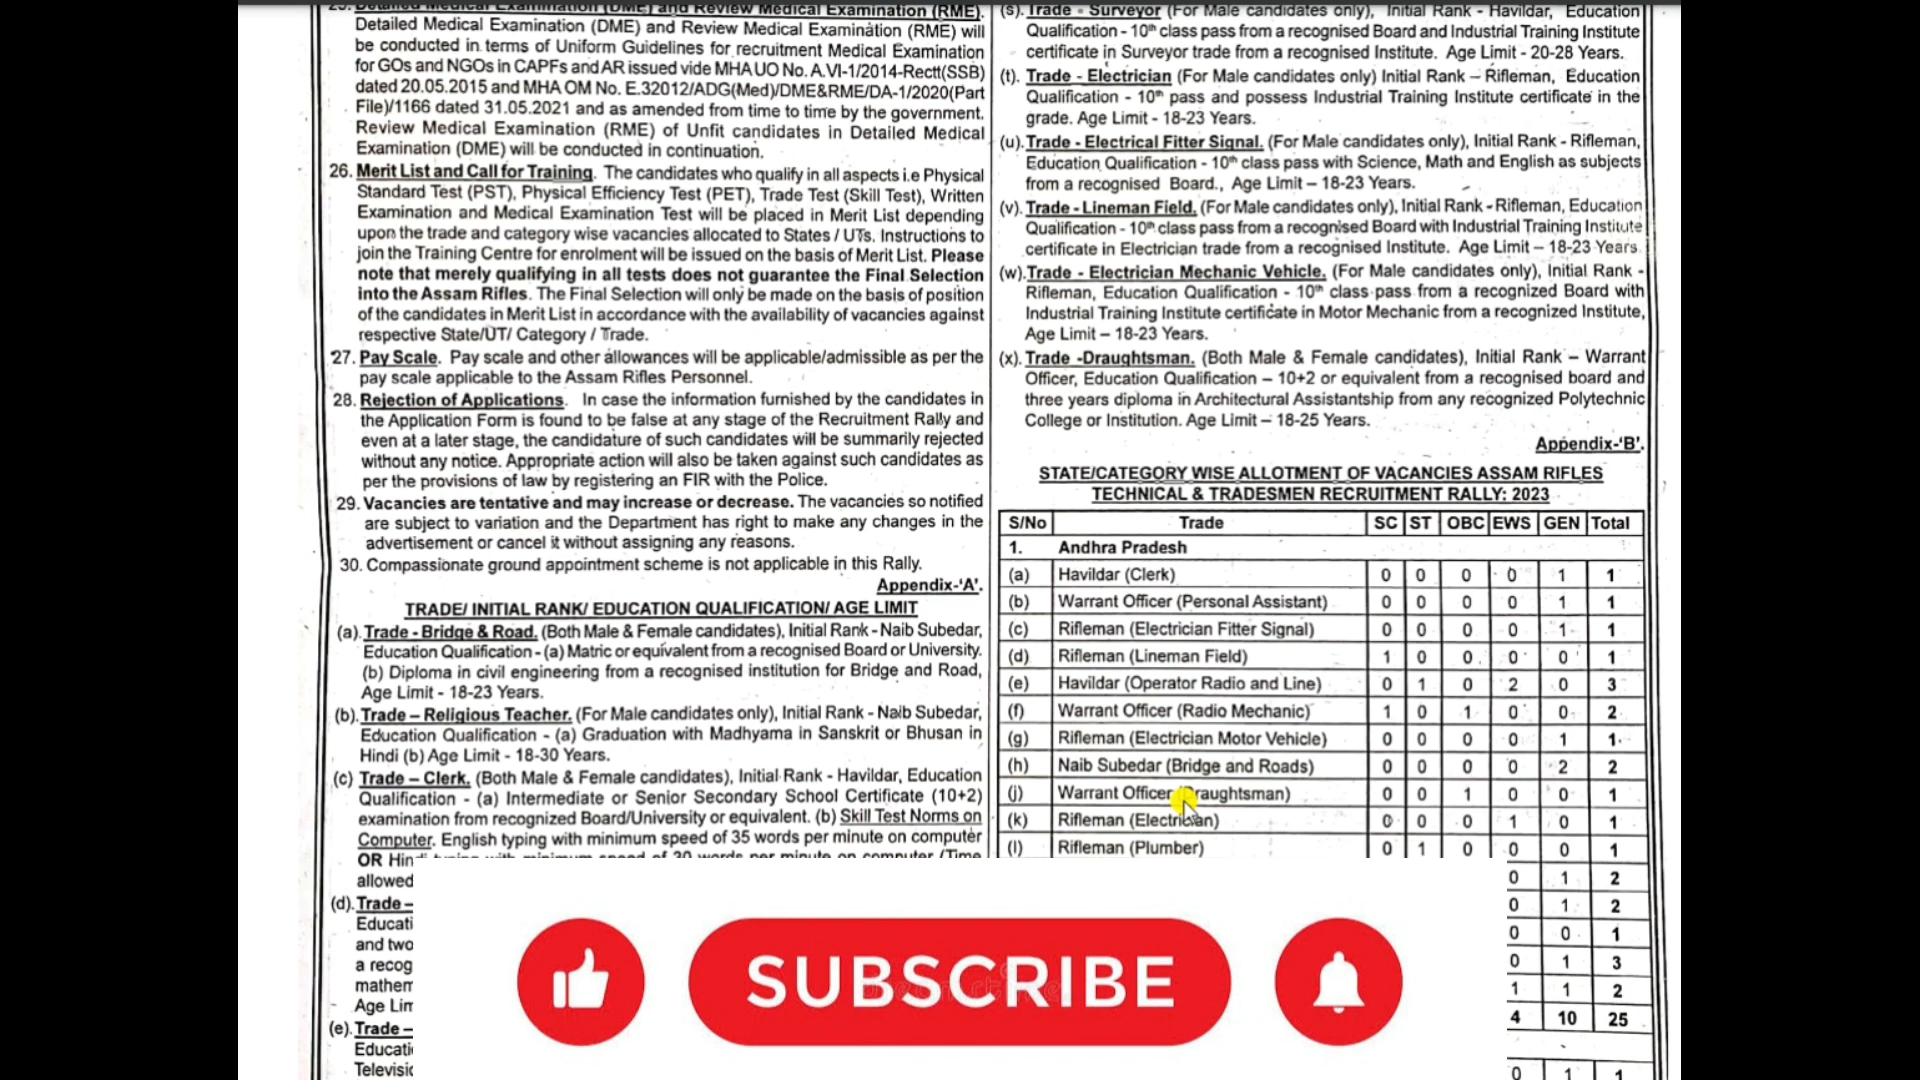 25. Detailed Medical Examination (DME) and Review Medical Examination (RME).
Detailed Medical Examination (DME) and Review Medical Examination (RME) will
be conducted in terms of Uniform Guidelines for recruitment Medical Examination
for GOs and NGOs in CAPFs and AR issued vide MHA UO No. A.VI-1/2014-Rectt(SSB)
dated 20.05.2015 and MHA OM No. E.32012/ADG(Med)/DME&RME/DA-1/2020(Part
File)/1166 dated 31.05.2021 and as amended from time to time by the government.
Review Medical Examination (RME) of Unfit candidates in Detailed Medical
Examination (DME) will be conducted in continuation.
26. Merit List and Call for Training. The candidates who qualify in all aspects i.e Physical
Standard Test (PST), Physical Efficiency Test (PET), Trade Test (Skill Test), Written
Examination and Medical Examination Test will be placed in Merit List depending
upon the trade and category wise vacancies allocated to States / UTs. Instructions to
join the Training Centre for enrolment will be issued on the basis of Merit List. Please
note that merely qualifying in all tests does not guarantee the Final Selection
into the Assam Rifles. The Final Selection will only be made on the basis of position
of the candidates in Merit List in accordance with the availability of vacancies against
respective State/UT/ Category / Trade.
27. Pay Scale. Pay scale and other allowances will be applicable/admissible as per the
pay scale applicable to the Assam Rifles Personnel.
28. Rejection of Applications. In case the information furnished by the candidates in
the Application Form is found to be false at any stage of the Recruitment Rally and
even at a later stage, the candidature of such candidates will be summarily rejected
without any notice. Appropriate action will also be taken against such candidates as
per the provisions of law by registering an FIR with the Police.
29. Vacancies are tentative and may increase or decrease. The vacancies so notified
are subject to variation and the Department has right to make any changes in the
advertisement or cancel it without assigning any reasons.
30. Compassionate ground appointment scheme is not applicable in this Rally.
Appendix-'A'.
TRADE/ INITIAL RANK/ EDUCATION QUALIFICATION/ AGE LIMIT
(a). Trade - Bridge & Road. (Both Male & Female candidates), Initial Rank - Naib Subedar,
Education Qualification - (a) Matric or equivalent from a recognised Board or University.
(b) Diploma in civil engineering from a recognised institution for Bridge and Road,
Age Limit - 18-23 Years.
(b). Trade – Religious Teacher. (For Male candidates only), Initial Rank - Naib Subedar,
Education Qualification - (a) Graduation with Madhyama in Sanskrit or Bhusan in
Hindi (b) Age Limit - 18-30 Years.
(c) Trade – Clerk. (Both Male & Female candidates), Initial Rank - Havildar, Education
Qualification - (a) Intermediate or Senior Secondary School Certificate (10+2)
examination from recognized Board/University or equivalent. (b) Skill Test Norms on
Computer. English typing with minimum speed of 35 words per minute on computer
OR Hindi typing with minimum speed of 30 words per minute on computer (Time
allowed
(d). Trade –
Educati
and two
a recog
mathem
Age Lim
(e). Trade –
Educati
Televisio
(s). Trade - Surveyor (For Male candidates only), Initial Rank - Havildar, Education
Qualification - 10th class pass from a recognised Board and Industrial Training Institute
certificate in Surveyor trade from a recognised Institute. Age Limit - 20-28 Years.
(t). Trade - Electrician (For Male candidates only) Initial Rank – Rifleman, Education
Qualification - 10th pass and possess Industrial Training Institute certificate in the
grade. Age Limit - 18-23 Years.
(u). Trade - Electrical Fitter Signal. (For Male candidates only), Initial Rank - Rifleman,
Education Qualification - 10th class pass with Science, Math and English as subjects
from a recognised Board., Age Limit – 18-23 Years.
(v). Trade - Lineman Field. (For Male candidates only), Initial Rank - Rifleman, Education
Qualification - 10th class pass from a recognised Board with Industrial Training Institute
certificate in Electrician trade from a recognised Institute. Age Limit – 18-23 Years.
(w). Trade - Electrician Mechanic Vehicle. (For Male candidates only), Initial Rank -
Rifleman, Education Qualification - 10th class pass from a recognized Board with
Industrial Training Institute certificate in Motor Mechanic from a recognized Institute,
Age Limit – 18-23 Years.
(x). Trade -Draughtsman. (Both Male & Female candidates), Initial Rank – Warrant
Officer, Education Qualification – 10+2 or equivalent from a recognised board and
three years diploma in Architectural Assistantship from any recognized Polytechnic
College or Institution. Age Limit – 18-25 Years.
Appendix-'B'.
STATE/CATEGORY WISE ALLOTMENT OF VACANCIES ASSAM RIFLES
TECHNICAL & TRADESMEN RECRUITMENT RALLY: 2023
S/No Trade SC ST OBC EWS GEN Total
1. Andhra Pradesh
(a) Havildar (Clerk) 0 0 0 0 1 1
(b) Warrant Officer (Personal Assistant) 0 0 0 0 1 1
(c) Rifleman (Electrician Fitter Signal) 0 0 0 0 1 1
(d) Rifleman (Lineman Field) 1 0 0 0 0 1
(e) Havildar (Operator Radio and Line) 0 1 0 2 0 3
(f) Warrant Officer (Radio Mechanic) 1 0 1 0 0 2
(g) Rifleman (Electrician Motor Vehicle) 0 0 0 0 1 1
(h) Naib Subedar (Bridge and Roads) 0 0 0 0 2 2
(j) Warrant Officer (Draughtsman) 0 0 1 0 0 1
(k) Rifleman (Electrician) 0 0 0 1 0 1
(l) Rifleman (Plumber) 0 1 0 0 0 1
0 1 2
0 1 2
0 0 1
0 1 3
1 1 2
4 10 25
0 1 1
SUBSCRIBE